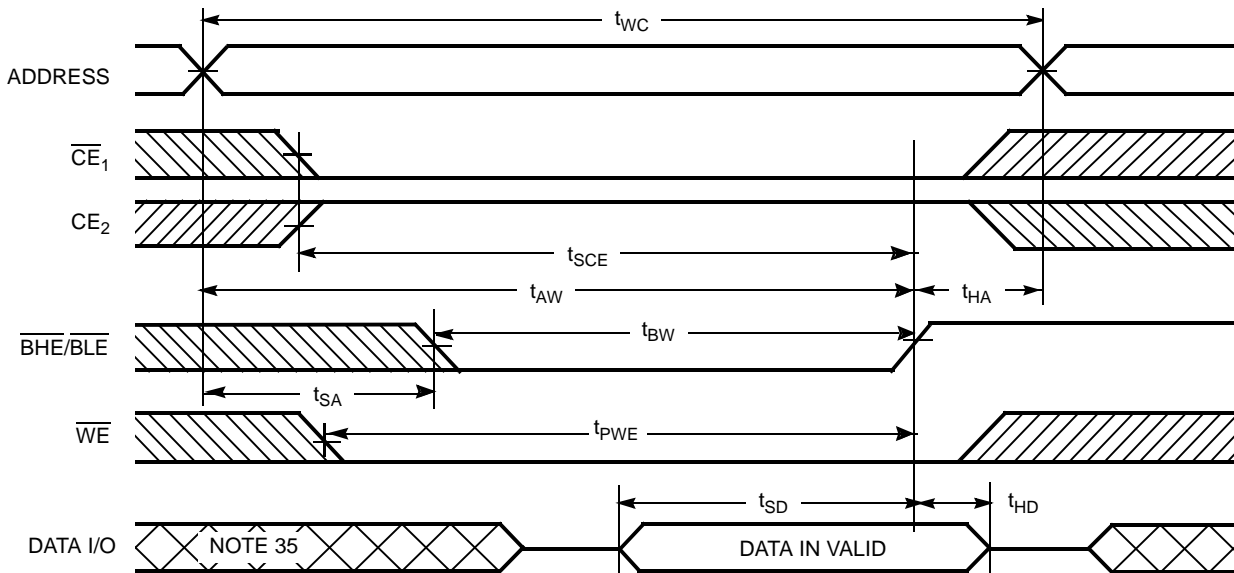 tWC
ADDRESS
CE1
CE2
tSCE
tAW
tHA
BHE/BLE
tBW
tSA
WE
tPWE
tSD
tHD
DATA I/O
NOTE 35
DATA IN VALID